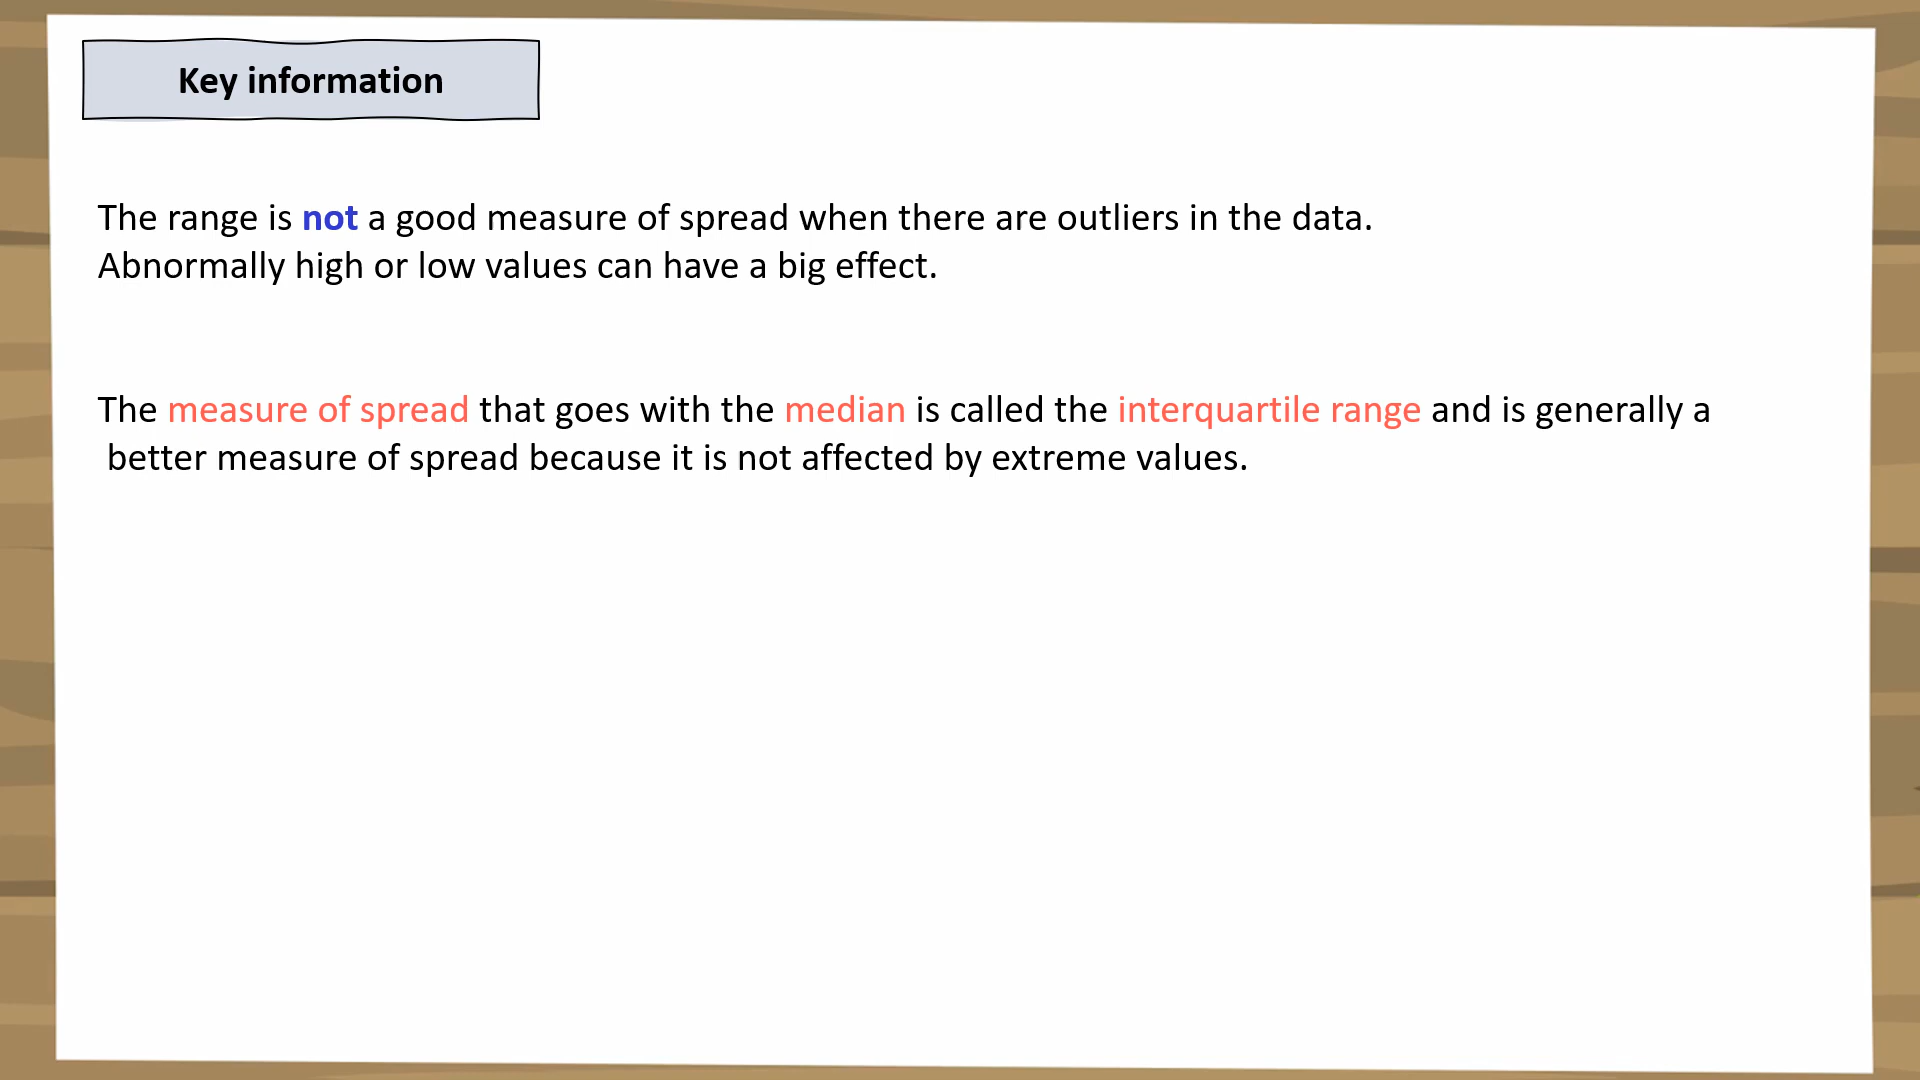 Key information
The range is not a good measure of spread when there are outliers in the data.
Abnormally high or low values can have a big effect.
The measure of spread that goes with the median is called the interquartile range and is generally a
better measure of spread because it is not affected by extreme values.